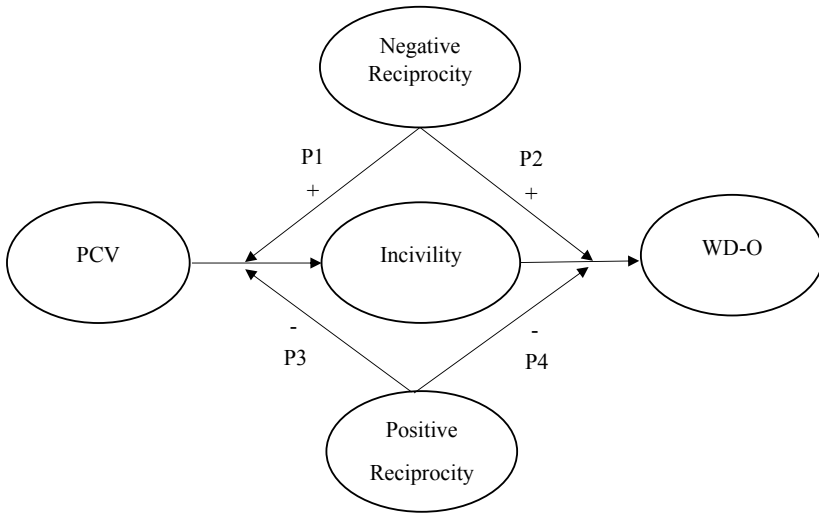 Negative
Reciprocity
P1
+
P2
+
PCV
Incivility
WD-O
-
P3
-
P4
Positive
Reciprocity